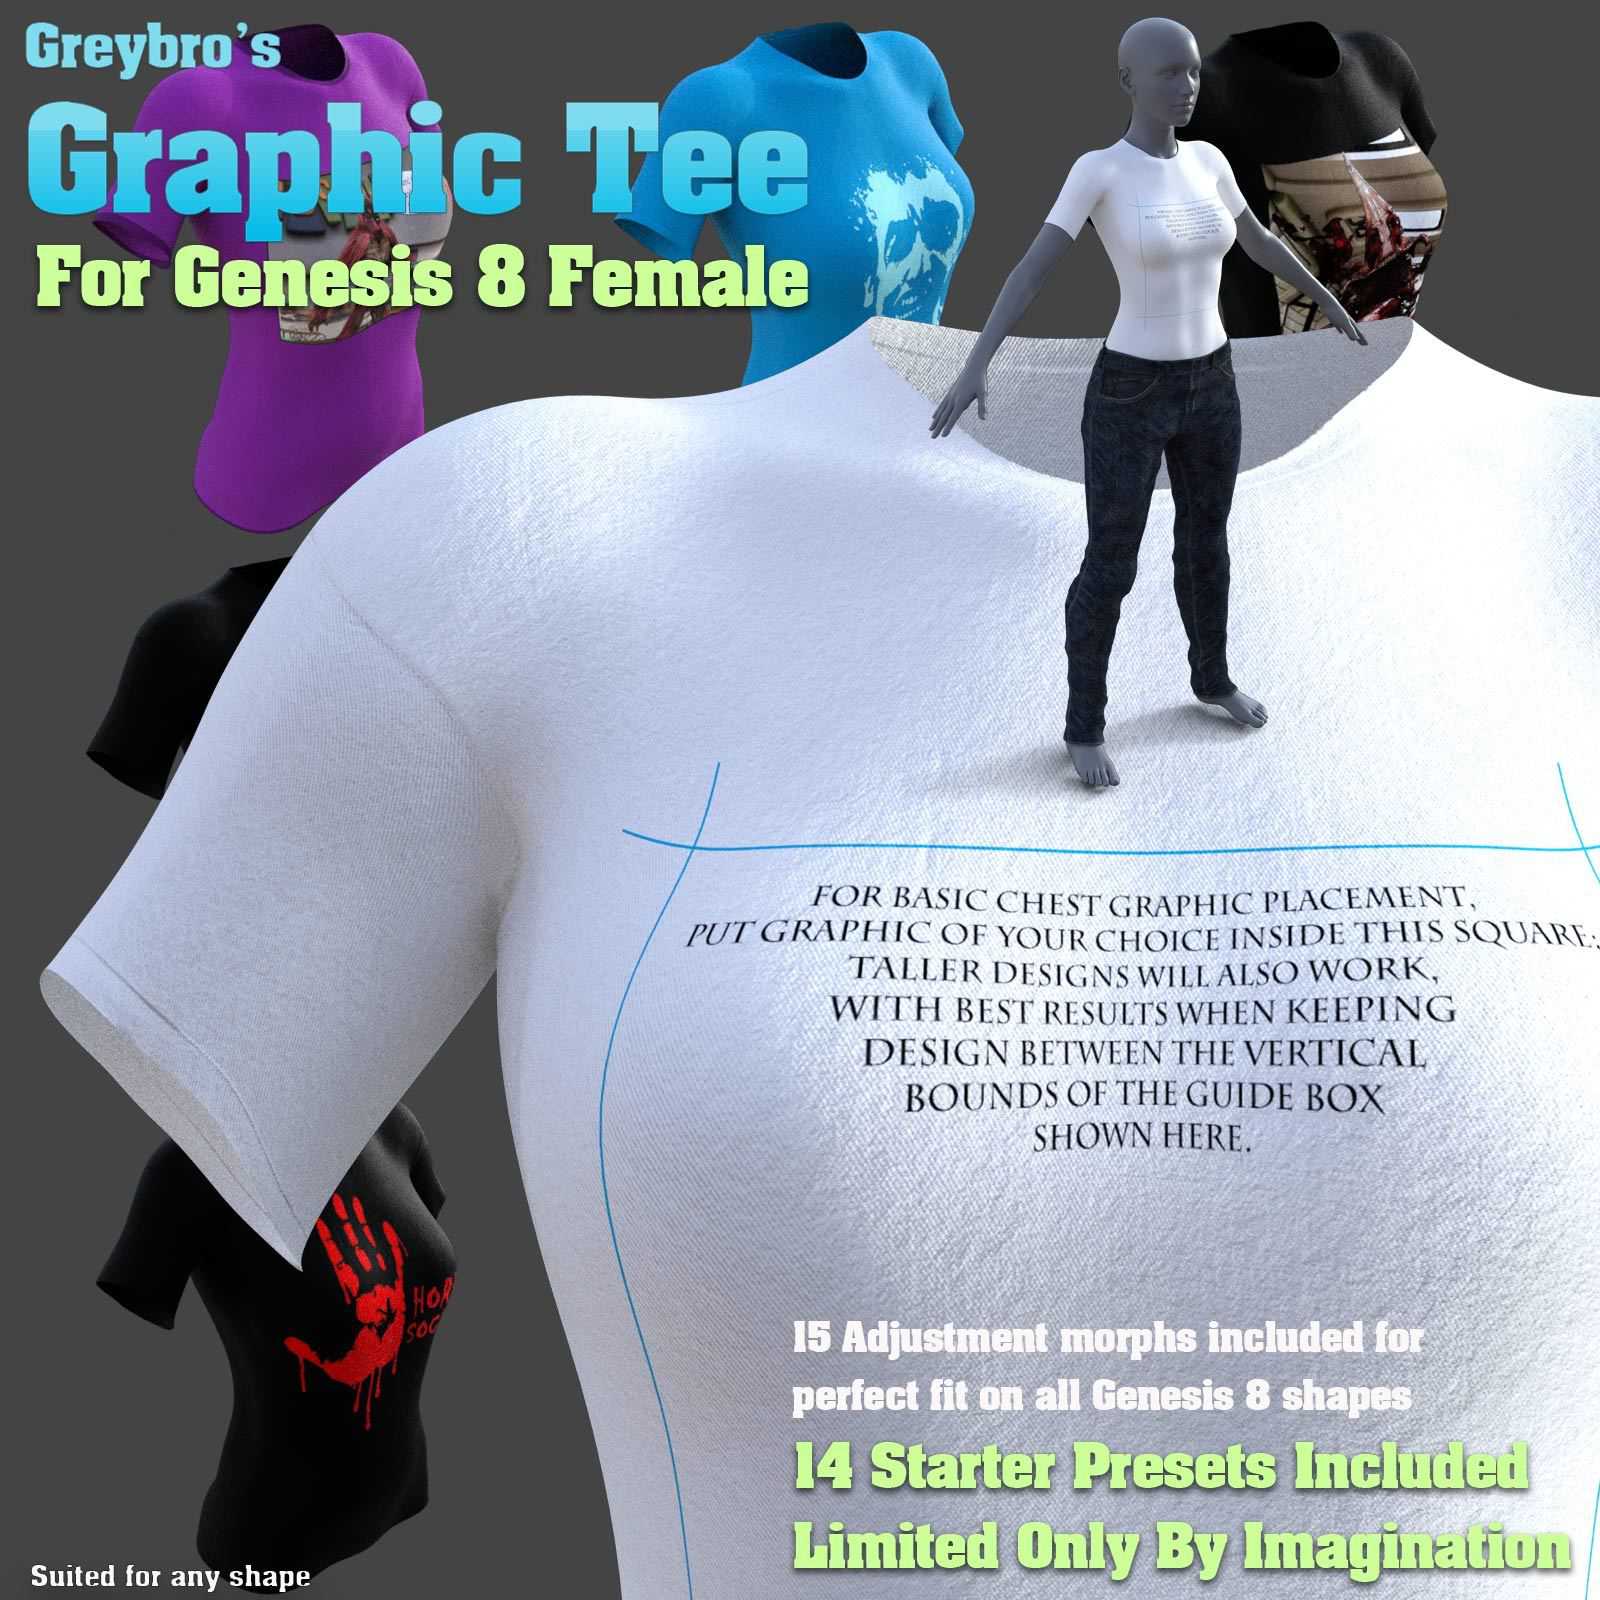 Greybro's
Graphic Tee
For Genesis 8 Female
FOR BASIC CHEST GRAPHIC PLACEMENT,
PUT GRAPHIC OF YOUR CHOICE INSIDE THIS SQUARE;
TALLER DESIGNS WILL ALSO WORK,
WITH BEST RESULTS WHEN KEEPING
DESIGN BETWEEN THE VERTICAL
BOUNDS OF THE GUIDE BOX
SHOWN HERE.
HOR
SOC
15 Adjustment morphs included for
perfect fit on all Genesis 8 shapes
14 Starter Presets Included
Limited Only By Imagination
Suited for any shape